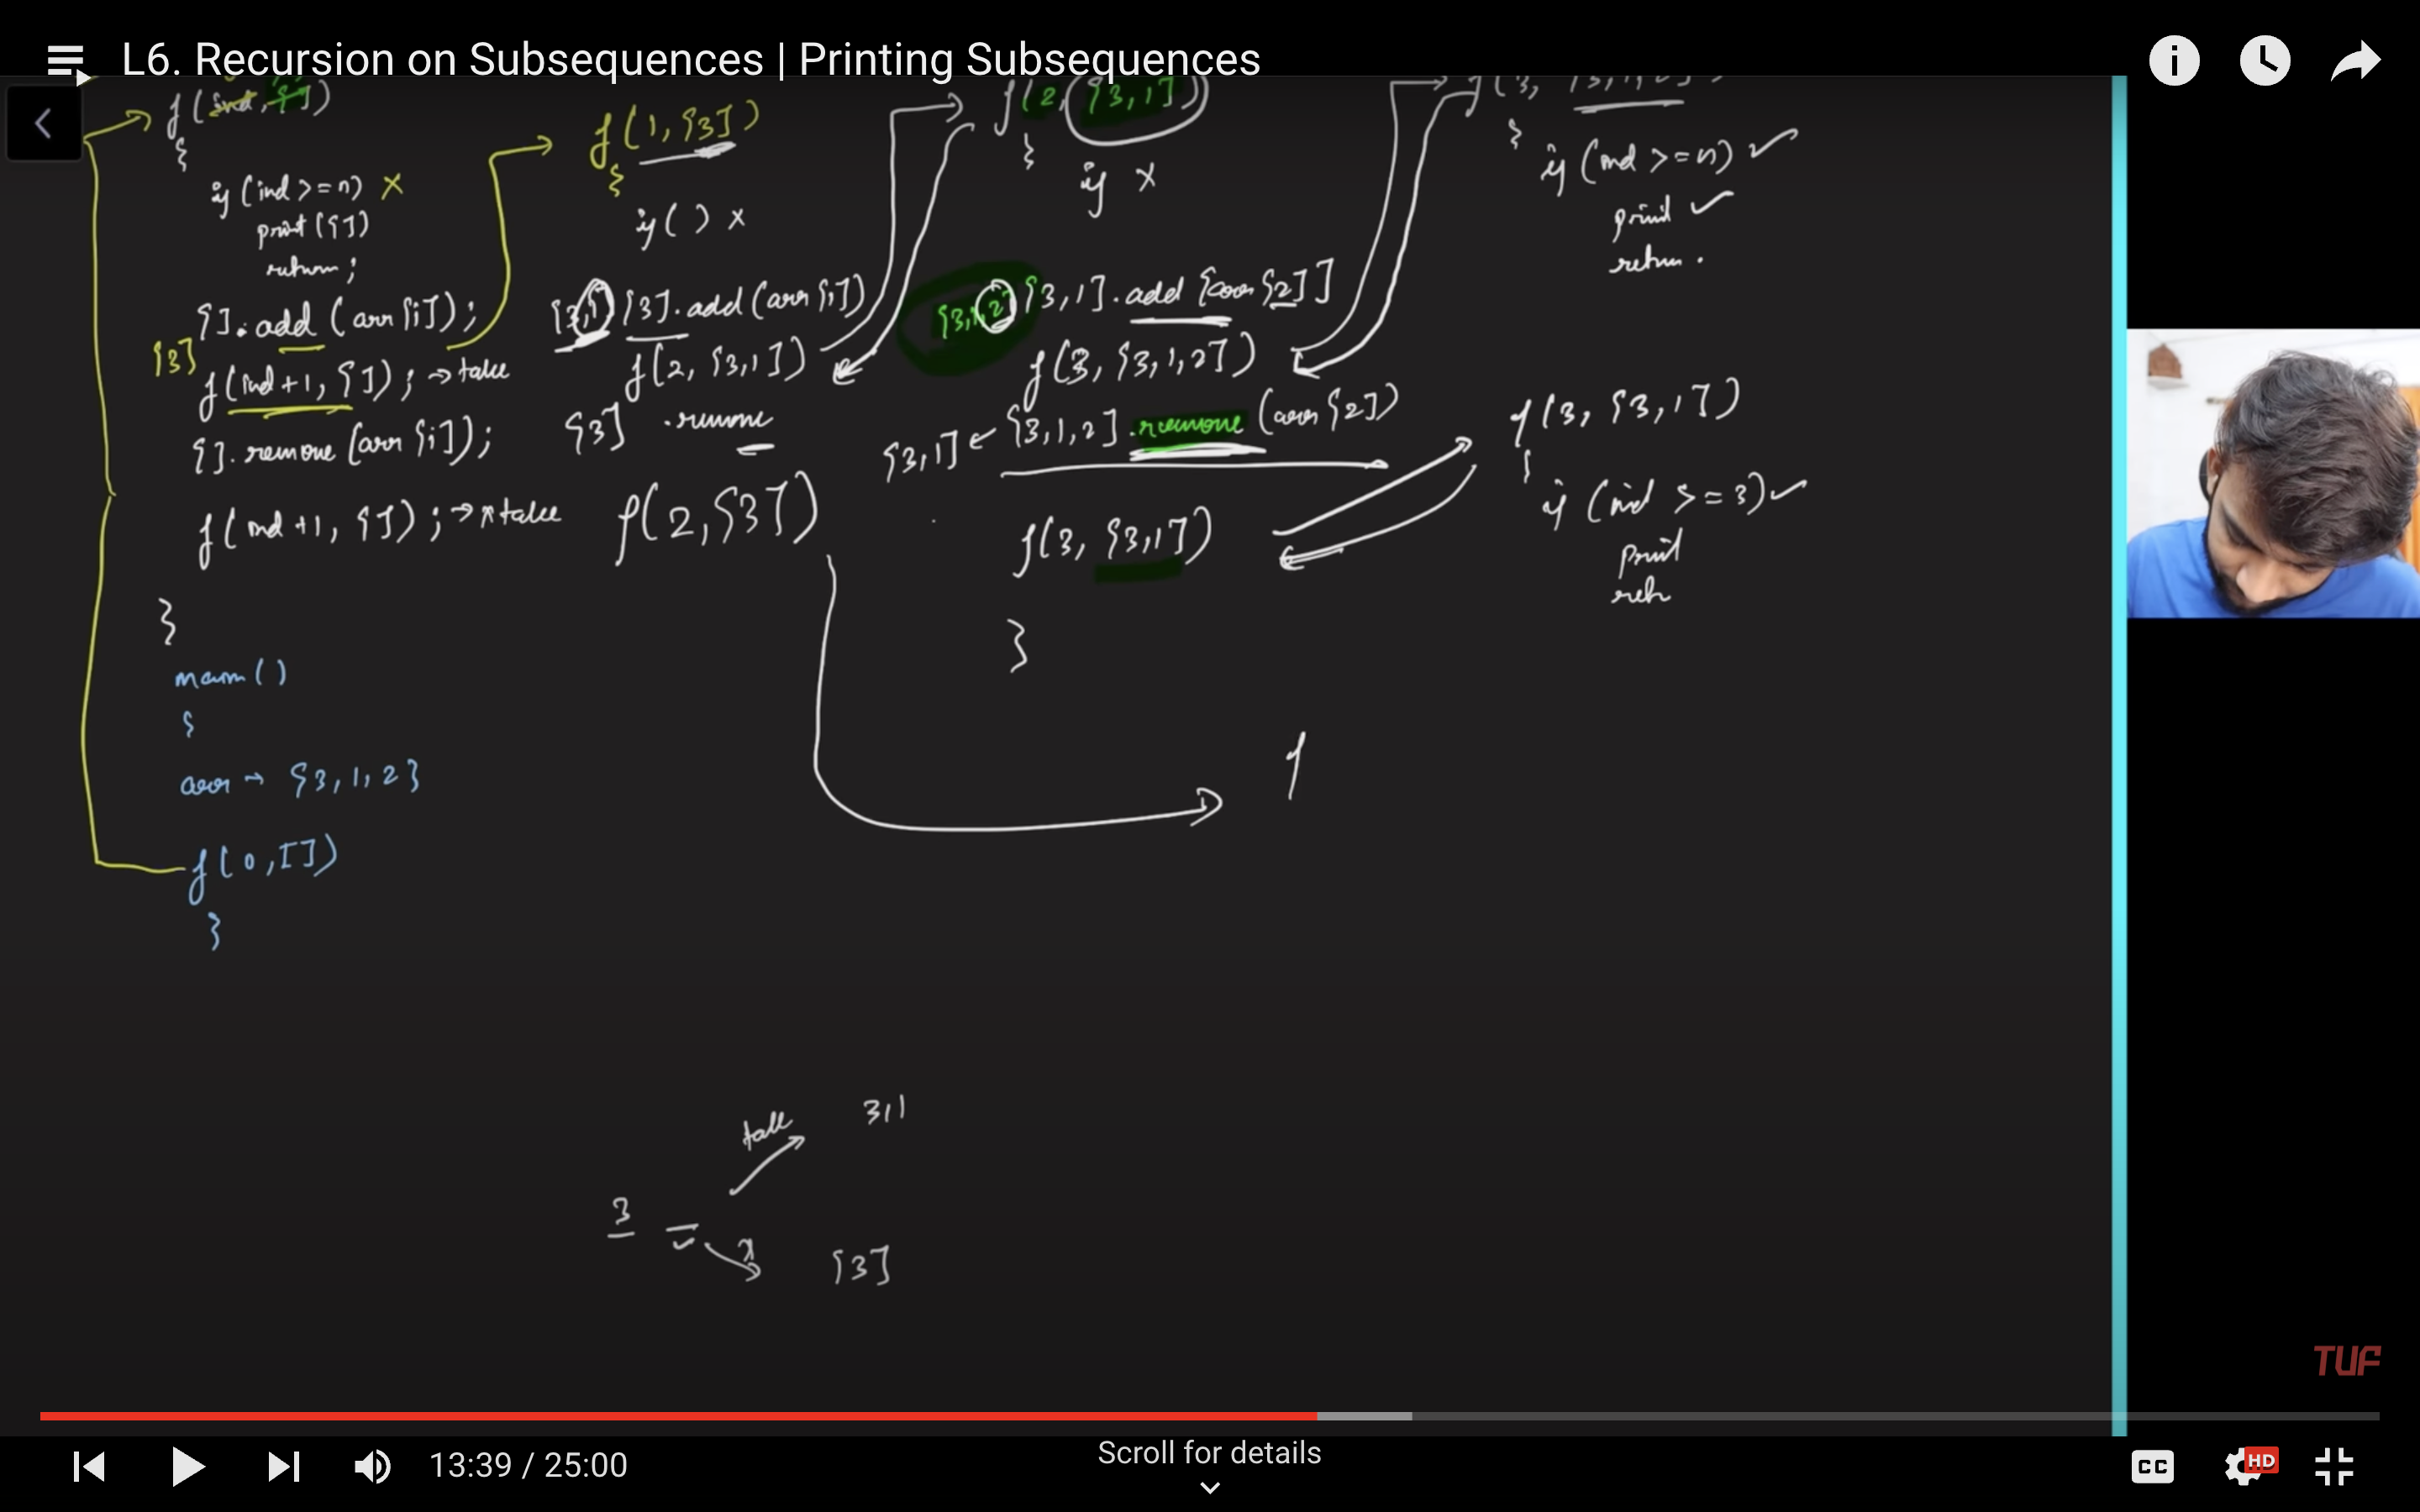 L6. Recursion on Subsequences | Printing Subsequences
f(ind, [])
{
if (ind >= n) x
print([])
return;
[].add(arr[i]);
[3]
f(ind+1, []); → take
[].remove(arr[i]);
f(ind+1, []); → x take
}
main()
{
arr → {3,1,2}
f(0,[])
}
f(1,[3])
{
if() x
[3,1] [3].add(arr[i])
f(2, [3,1])
[3] .remove
f(2,[3])
f(2,[3,1])
}
if x
[3,1,2] [3,1].add[arr[2]]
f(3, [3,1,2])
[3,1] ← [3,1,2].remove(arr[2])
f(3, [3,1])
}
f(3, [3,1,2])
}
if (ind >= n) ✓
print ✓
return.
f(3, [3,1])
{
if (ind >= 3) ✓
print
retu
f
take 3,1
3 x [3]
TUF
13:39 / 25:00
Scroll for details
CC
HD